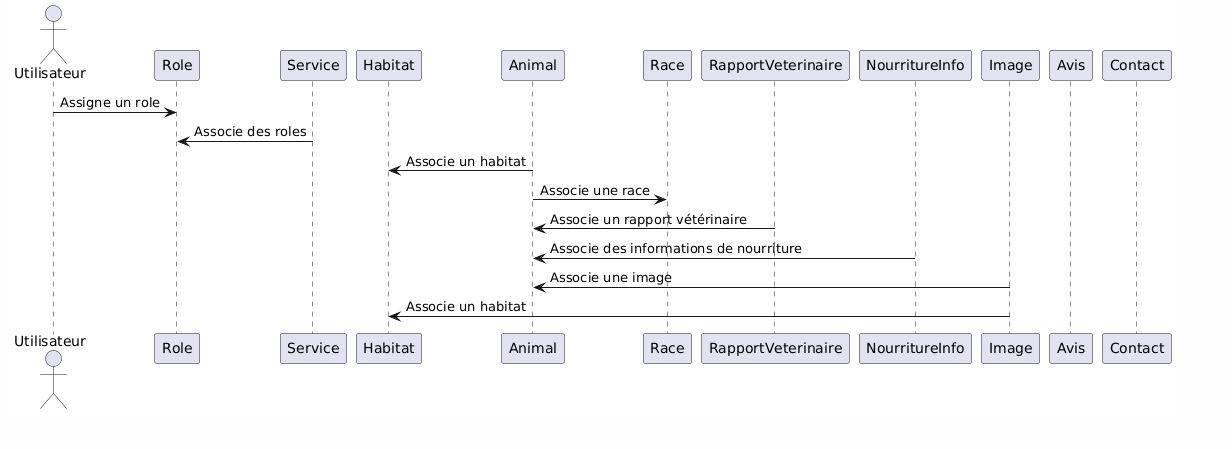 Utilisateur
Role
Service
Habitat
Animal
Race
RapportVeterinaire
NourritureInfo
Image
Avis
Contact
Assigne un role
Associe des roles
Associe un habitat
Associe une race
Associe un rapport vétérinaire
Associe des informations de nourriture
Associe une image
Associe un habitat
Utilisateur
Role
Service
Habitat
Animal
Race
RapportVeterinaire
NourritureInfo
Image
Avis
Contact